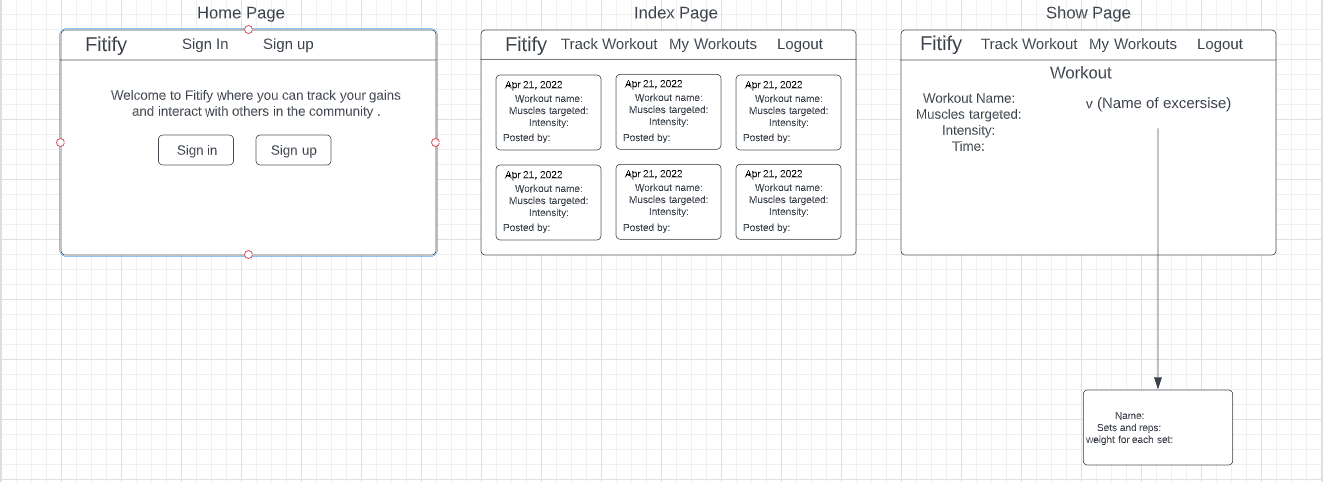 Home Page
Fitify Sign In Sign up
Welcome to Fitify where you can track your gains
and interact with others in the community .
Sign in Sign up
Index Page
Fitify Track Workout My Workouts Logout
Apr 21, 2022
Workout name:
Muscles targeted:
Intensity:
Posted by:
Apr 21, 2022
Workout name:
Muscles targeted:
Intensity:
Posted by:
Apr 21, 2022
Workout name:
Muscles targeted:
Intensity:
Posted by:
Apr 21, 2022
Workout name:
Muscles targeted:
Intensity:
Posted by:
Apr 21, 2022
Workout name:
Muscles targeted:
Intensity:
Posted by:
Apr 21, 2022
Workout name:
Muscles targeted:
Intensity:
Posted by:
Show Page
Fitify Track Workout My Workouts Logout
Workout
Workout Name:
Muscles targeted:
Intensity:
Time:
v (Name of excersise)
Name:
Sets and reps:
weight for each set: